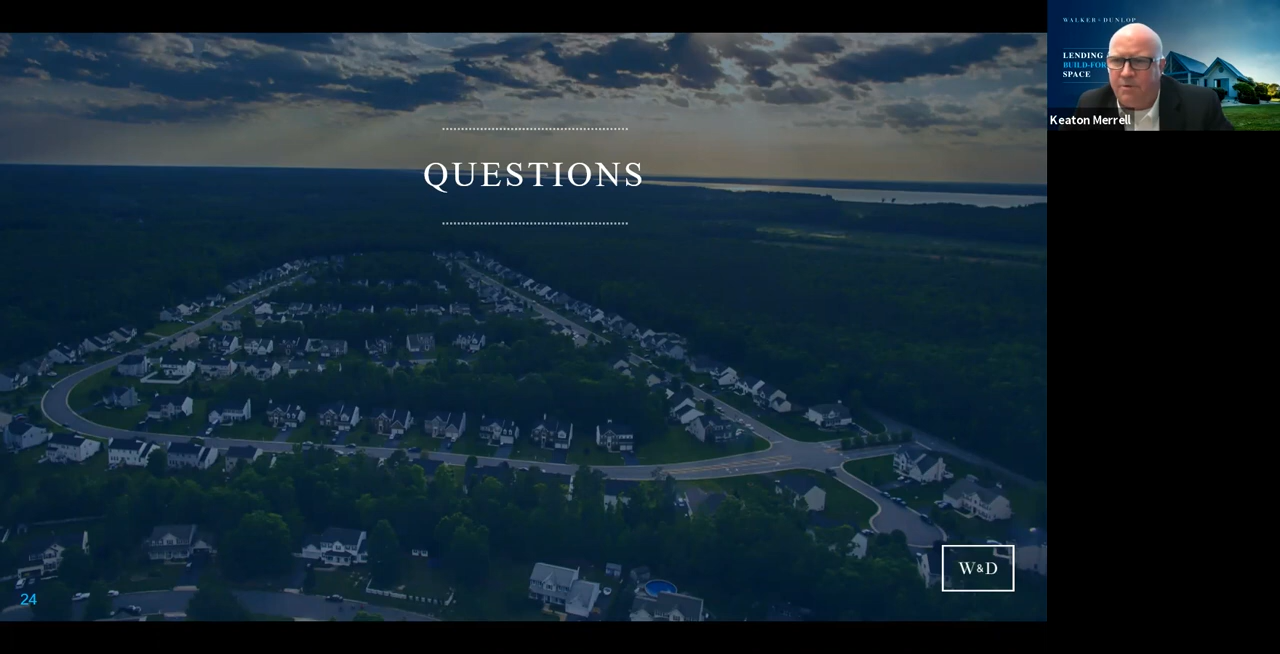 QUESTIONS
W&D
24
WALKER & DUNLOP
LENDING
BUILD-FOR
SPACE
Keaton Merrell